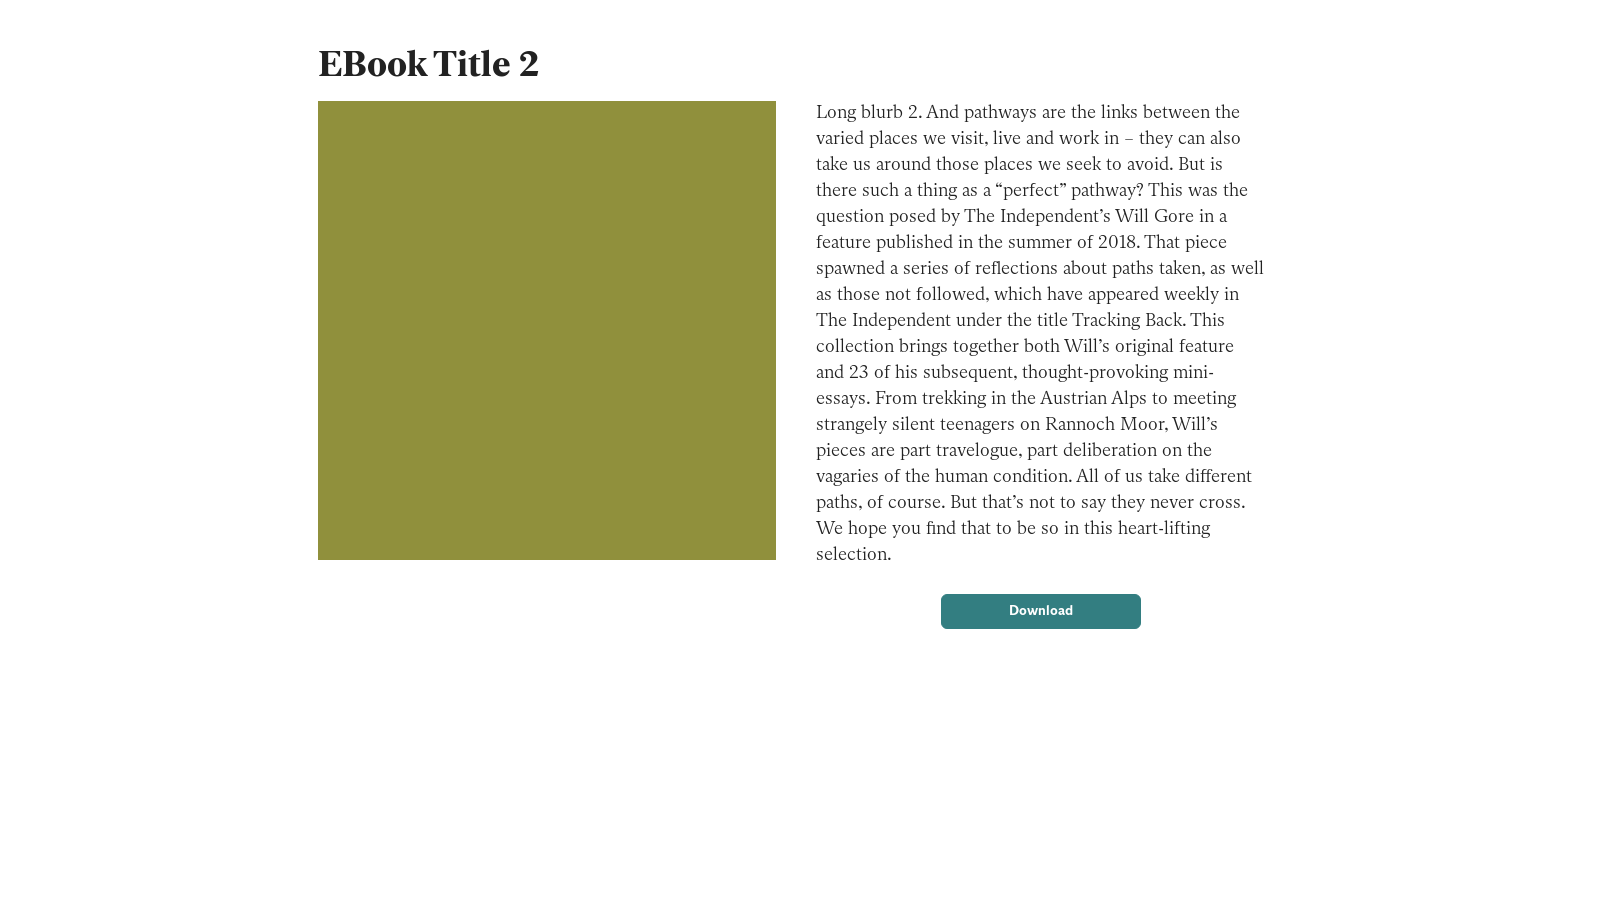 EBook Title 2
Long blurb 2. And pathways are the links between the
varied places we visit, live and work in – they can also
take us around those places we seek to avoid. But is
there such a thing as a “perfect” pathway? This was the
question posed by The Independent’s Will Gore in a
feature published in the summer of 2018. That piece
spawned a series of reflections about paths taken, as well
as those not followed, which have appeared weekly in
The Independent under the title Tracking Back. This
collection brings together both Will’s original feature
and 23 of his subsequent, thought-provoking mini-
essays. From trekking in the Austrian Alps to meeting
strangely silent teenagers on Rannoch Moor, Will’s
pieces are part travelogue, part deliberation on the
vagaries of the human condition. All of us take different
paths, of course. But that’s not to say they never cross.
We hope you find that to be so in this heart-lifting
selection.
Download